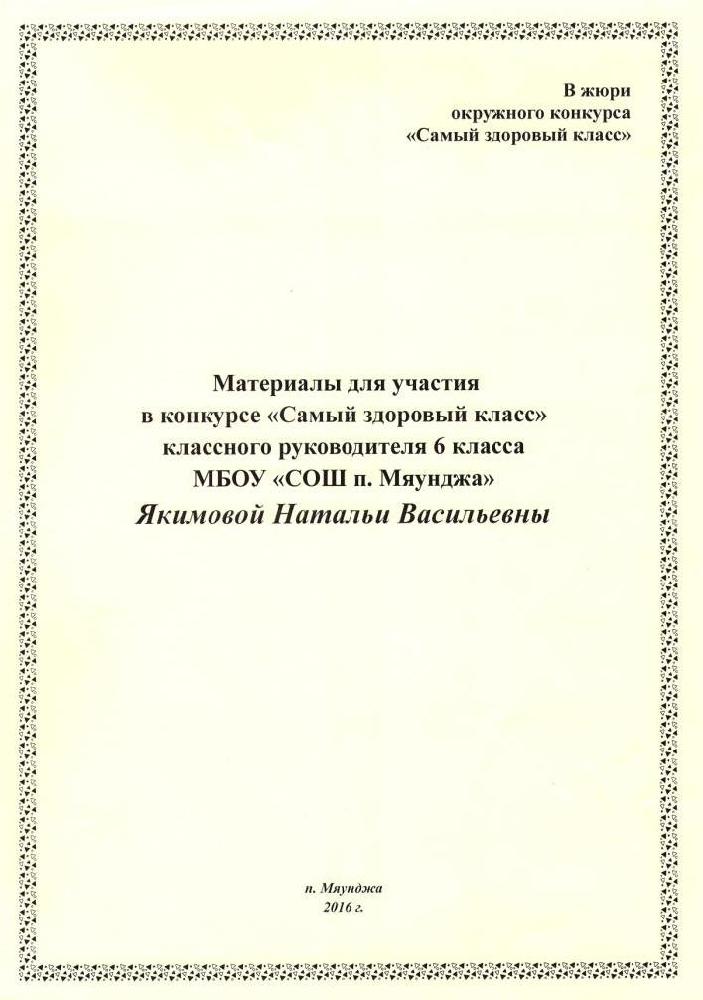 В жюри
окружного конкурса
«Самый здоровый класс»
Материалы для участия
в конкурсе «Самый здоровый класс»
классного руководителя 6 класса
МБОУ «СОШ п. Мяунджа»
Якимовой Натальи Васильевны
п. Мяунджа
2016 г.